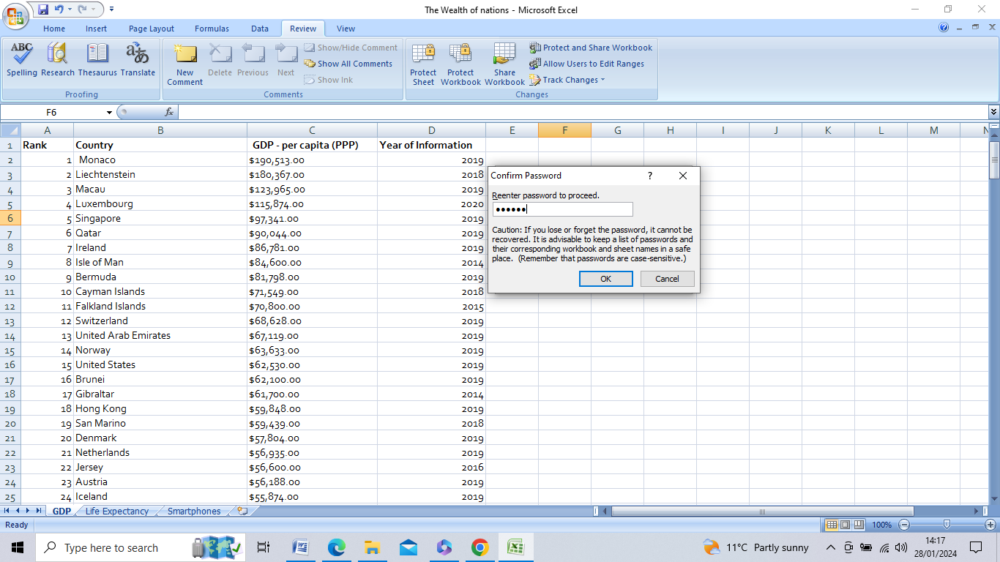 The Wealth of nations - Microsoft Excel
Home Insert Page Layout Formulas Data Review View
ABC
Spelling Research Thesaurus Translate
Proofing
New Comment Delete Previous Next
Show/Hide Comment
Show All Comments
Show Ink
Comments
Protect Sheet Protect Workbook Share Workbook
Protect and Share Workbook
Allow Users to Edit Ranges
Track Changes
Changes
F6 fx
A B C D E F G H I J K L M N
1 Rank Country GDP - per capita (PPP) Year of Information
2 1 Monaco $190,513.00 2019
3 2 Liechtenstein $180,367.00 2018
4 3 Macau $123,965.00 2019
5 4 Luxembourg $115,874.00 2020
6 5 Singapore $97,341.00 2019
7 6 Qatar $90,044.00 2019
8 7 Ireland $86,781.00 2019
9 8 Isle of Man $84,600.00 2014
10 9 Bermuda $81,798.00 2019
11 10 Cayman Islands $71,549.00 2018
12 11 Falkland Islands $70,800.00 2015
13 12 Switzerland $68,628.00 2019
14 13 United Arab Emirates $67,119.00 2019
15 14 Norway $63,633.00 2019
16 15 United States $62,530.00 2019
17 16 Brunei $62,100.00 2019
18 17 Gibraltar $61,700.00 2014
19 18 Hong Kong $59,848.00 2019
20 19 San Marino $59,439.00 2018
21 20 Denmark $57,804.00 2019
22 21 Netherlands $56,935.00 2019
23 22 Jersey $56,600.00 2016
24 23 Austria $56,188.00 2019
25 24 Iceland $55,874.00 2019
Confirm Password ?
Reenter password to proceed.
••••••
Caution: If you lose or forget the password, it cannot be
recovered. It is advisable to keep a list of passwords and
their corresponding workbook and sheet names in a safe
place. (Remember that passwords are case-sensitive.)
OK Cancel
GDP Life Expectancy Smartphones
Ready 100%
Type here to search
11°C Partly sunny
14:17
28/01/2024